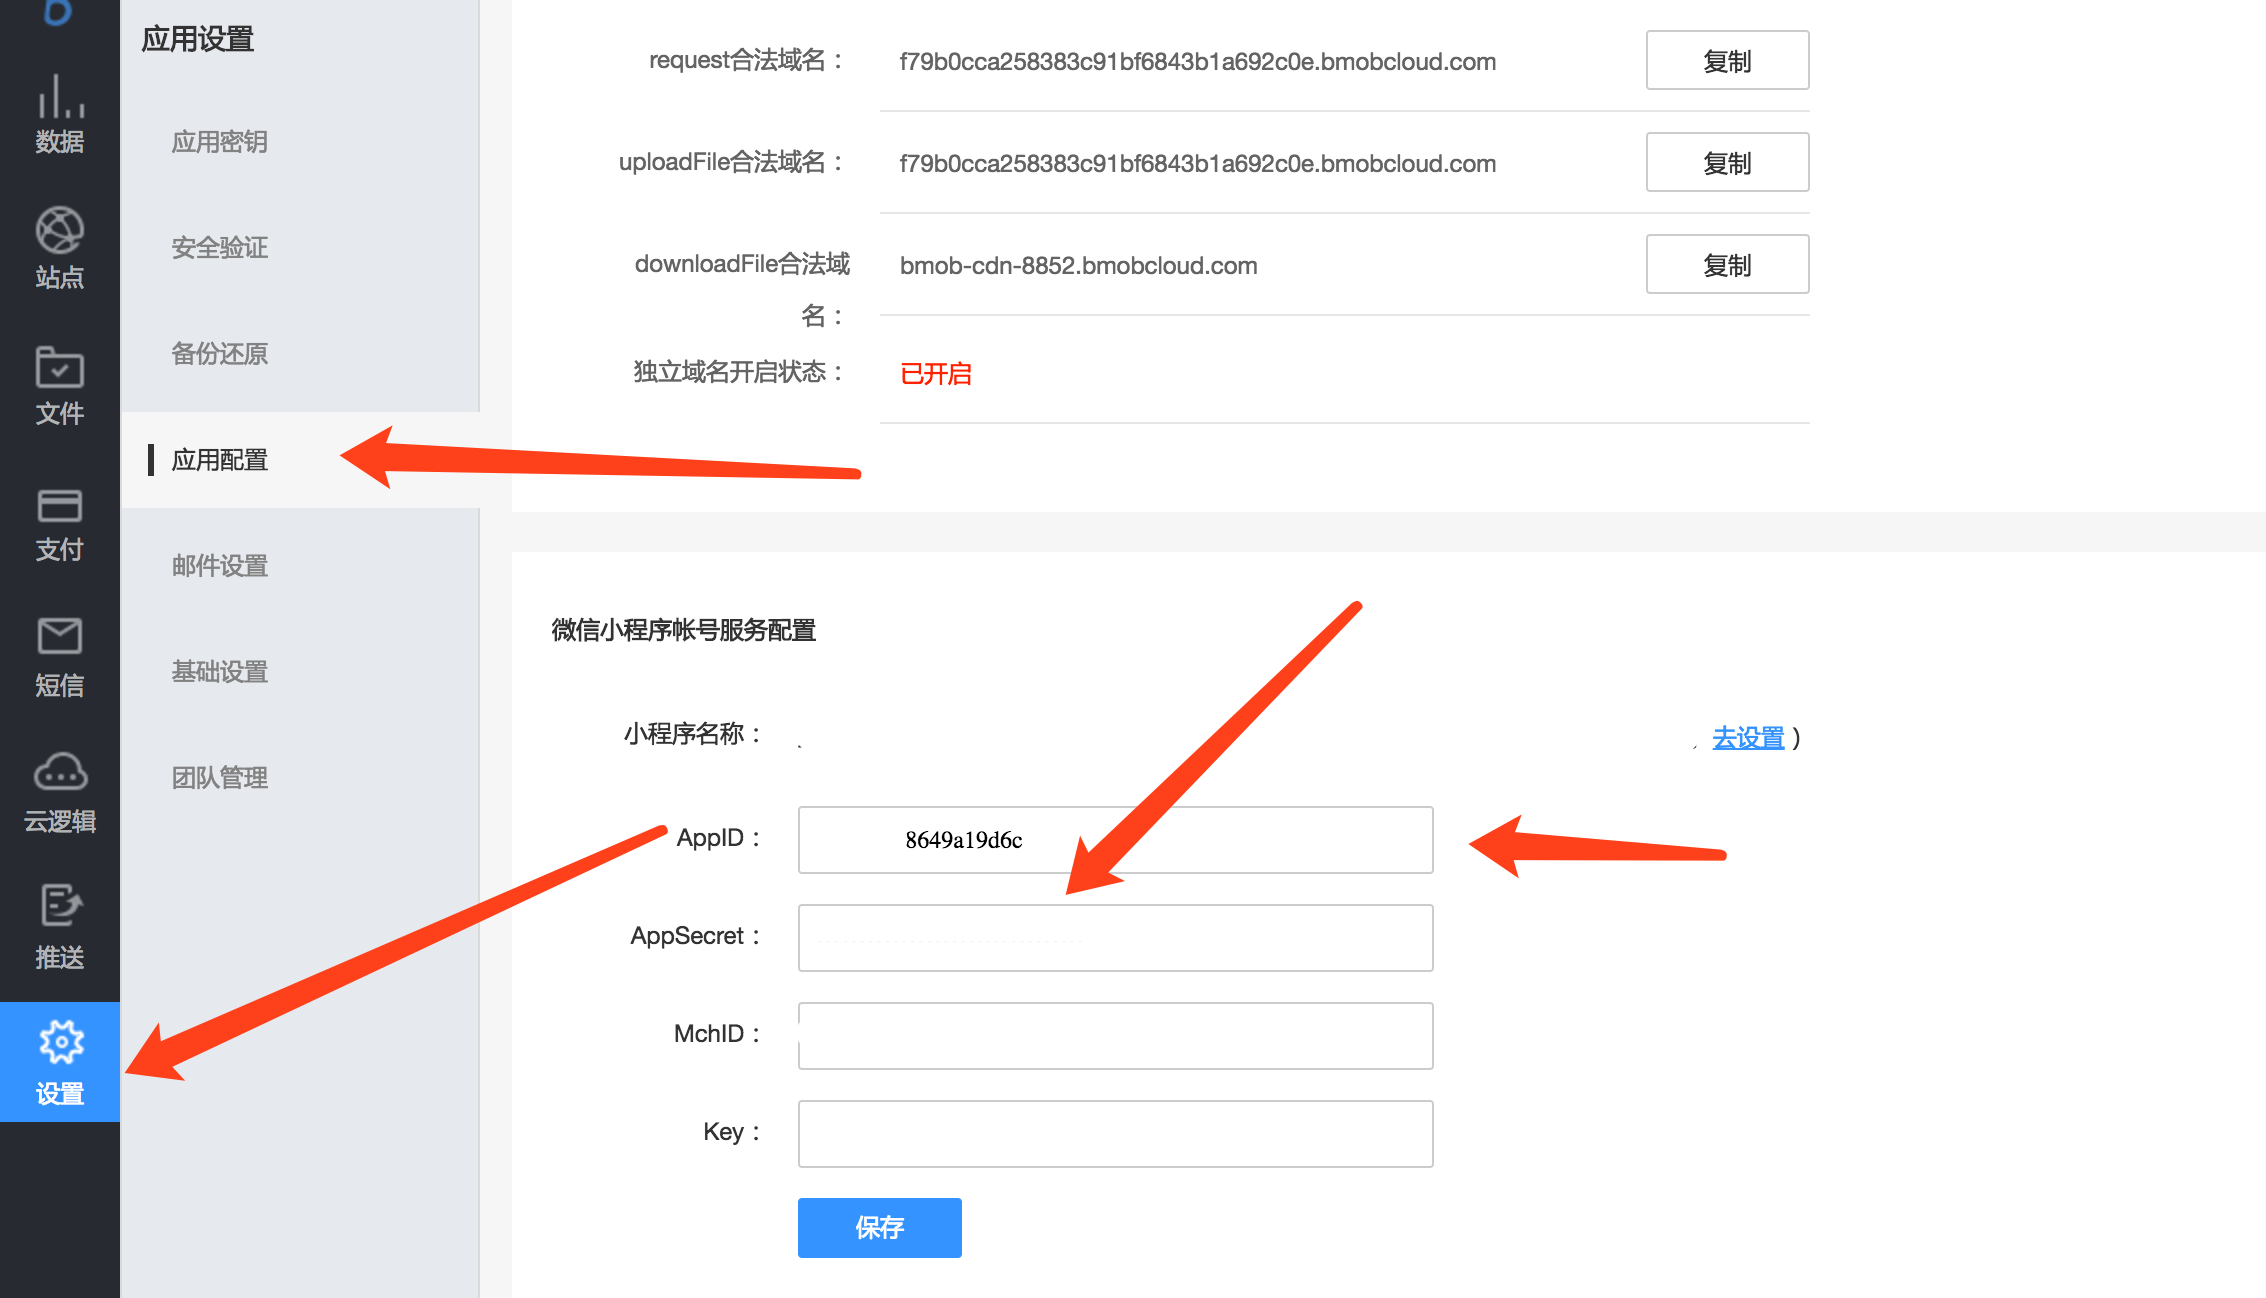 数据
站点
文件
支付
短信
云逻辑
推送
设置
应用设置
应用密钥
安全验证
备份还原
应用配置
邮件设置
基础设置
团队管理
request合法域名： f79b0cca258383c91bf6843b1a692c0e.bmobcloud.com 复制
uploadFile合法域名： f79b0cca258383c91bf6843b1a692c0e.bmobcloud.com 复制
downloadFile合法域 bmob-cdn-8852.bmobcloud.com 复制
名：
独立域名开启状态： 已开启
微信小程序帐号服务配置
小程序名称： 去设置 )
AppID： 8649a19d6c
AppSecret：
MchID：
Key：
保存